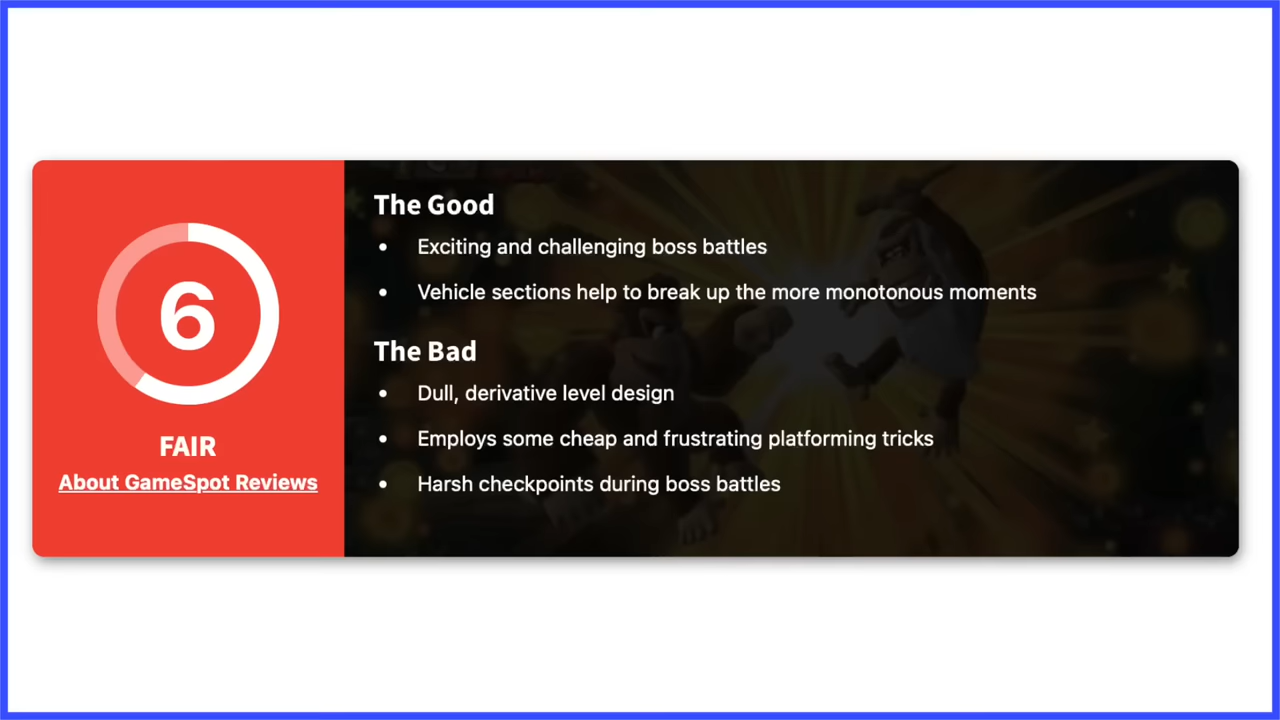 6
FAIR
About GameSpot Reviews
The Good
• Exciting and challenging boss battles
• Vehicle sections help to break up the more monotonous moments
The Bad
• Dull, derivative level design
• Employs some cheap and frustrating platforming tricks
• Harsh checkpoints during boss battles